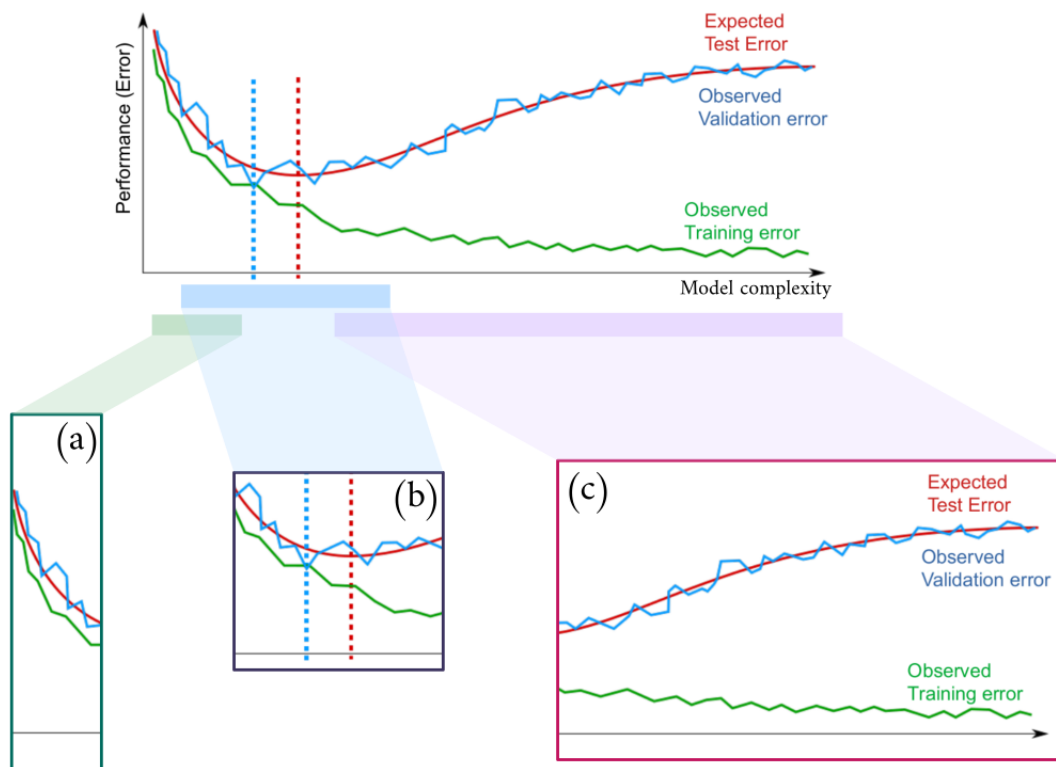 Expected
Test Error
Performance (Error)
Observed
Validation error
Observed
Training error
Model complexity
(a)
(b)
(c)
Expected
Test Error
Observed
Validation error
Observed
Training error